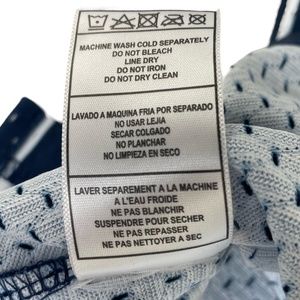 MACHINE WASH COLD SEPARATELY
DO NOT BLEACH
LINE DRY
DO NOT IRON
DO NOT DRY CLEAN
LAVADO A MAQUINA FRIA POR SEPARADO
NO USAR LEJIA
SECAR COLGADO
NO PLANCHAR
NO LIMPIEZA EN SECO
LAVER SEPAREMENT A LA MACHINE
A L'EAU FROIDE
NE PAS BLANCHIR
SUSPENDRE POUR SECHER
NE PAS REPASSER
NE PAS NETTOYER A SEC